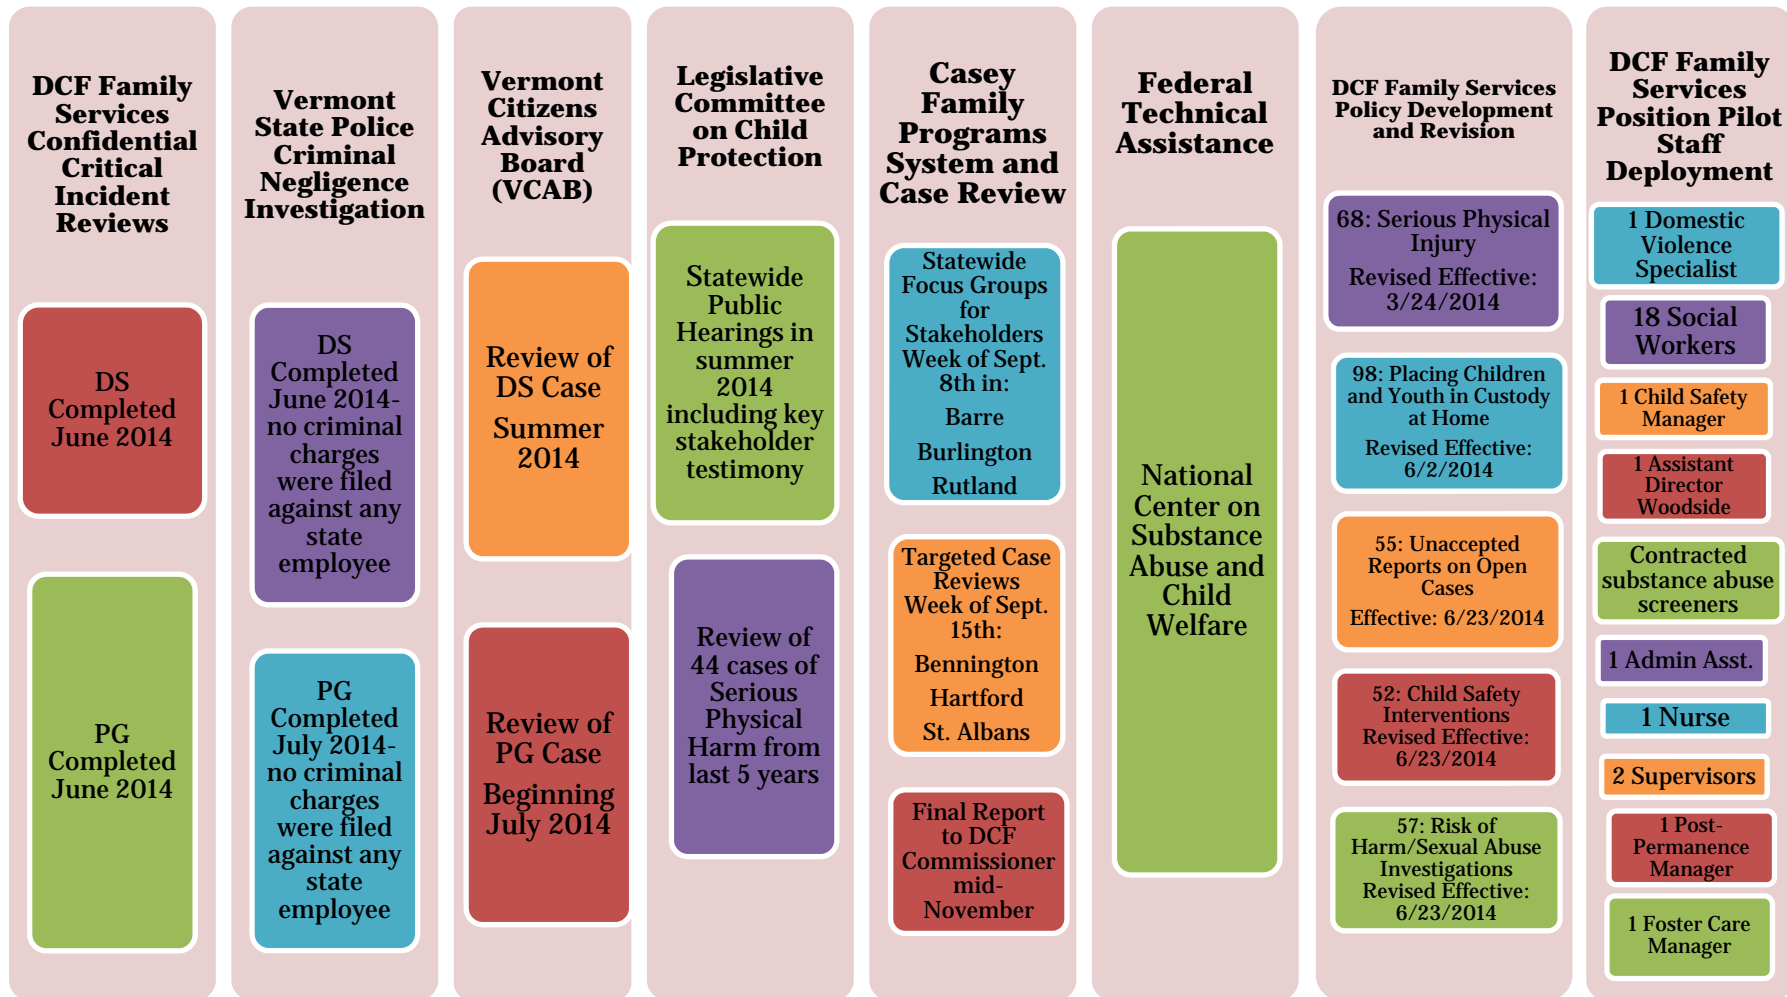 DCF Family
Services
Confidential
Critical
Incident
Reviews
DS
Completed
June 2014
PG
Completed
June 2014
Vermont
State Police
Criminal
Negligence
Investigation
DS
Completed
June 2014-
no criminal
charges
were filed
against any
state
employee
PG
Completed
July 2014-
no criminal
charges
were filed
against any
state
employee
Vermont
Citizens
Advisory
Board
(VCAB)
Review of
DS Case
Summer
2014
Review of
PG Case
Beginning
July 2014
Legislative
Committee
on Child
Protection
Statewide
Public
Hearings in
summer
2014
including key
stakeholder
testimony
Review of
44 cases of
Serious
Physical
Harm from
last 5 years
Casey
Family
Programs
System and
Case Review
Statewide
Focus Groups
for
Stakeholders
Week of Sept.
8th in:
Barre
Burlington
Rutland
Targeted Case
Reviews
Week of Sept.
15th:
Bennington
Hartford
St. Albans
Final Report
to DCF
Commissioner
mid-
November
Federal
Technical
Assistance
National
Center on
Substance
Abuse and
Child
Welfare
DCF Family Services
Policy Development
and Revision
68: Serious Physical
Injury
Revised Effective:
3/24/2014
98: Placing Children
and Youth in Custody
at Home
Revised Effective:
6/2/2014
55: Unaccepted
Reports on Open
Cases
Effective: 6/23/2014
52: Child Safety
Interventions
Revised Effective:
6/23/2014
57: Risk of
Harm/Sexual Abuse
Investigations
Revised Effective:
6/23/2014
DCF Family
Services
Position Pilot
Staff
Deployment
1 Domestic
Violence
Specialist
18 Social
Workers
1 Child Safety
Manager
1 Assistant
Director
Woodside
Contracted
substance abuse
screeners
1 Admin Asst.
1 Nurse
2 Supervisors
1 Post-
Permanence
Manager
1 Foster Care
Manager